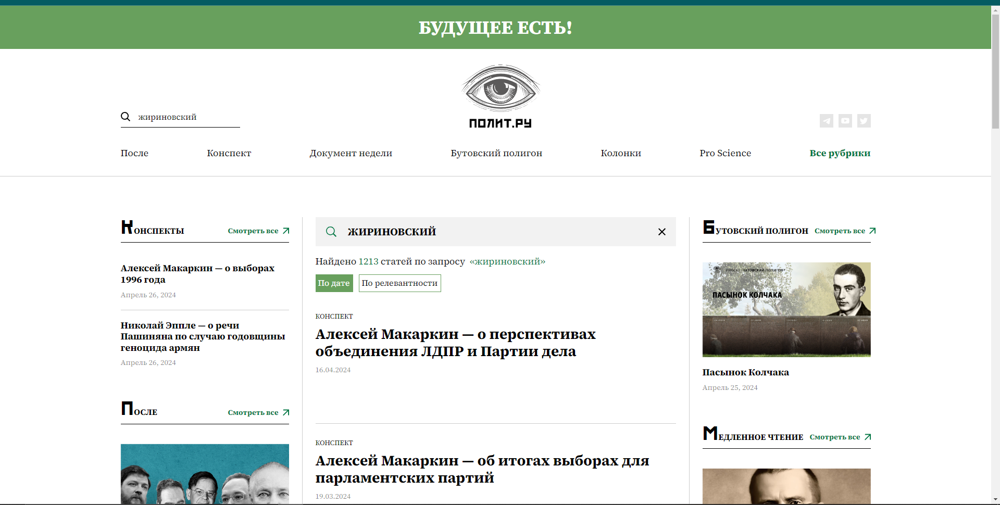 БУДУЩЕЕ ЕСТЬ!
ПОЛИТ.РУ
жириновский
После
Конспект
Документ недели
Бутовский полигон
Колонки
Pro Science
Все рубрики
Конспекты
Смотреть все
Алексей Макаркин — о выборах
1996 года
Апрель 26, 2024
Николай Эппле — о речи
Пашиняна по случаю годовщины
геноцида армян
Апрель 26, 2024
После
Смотреть все
ЖИРИНОВСКИЙ
Найдено 1213 статей по запросу «жириновский»
По дате
По релевантности
КОНСПЕКТ
Алексей Макаркин — о перспективах
объединения ЛДПР и Партии дела
16.04.2024
КОНСПЕКТ
Алексей Макаркин — об итогах выборах для
парламентских партий
19.03.2024
Бутовский полигон
Смотреть все
ПРОЕКТ «БУТОВСКИЙ ПОЛИГОН»
ПАСЫНОК КОЛЧАКА
Пасынок Колчака
Апрель 25, 2024
Медленное чтение
Смотреть все